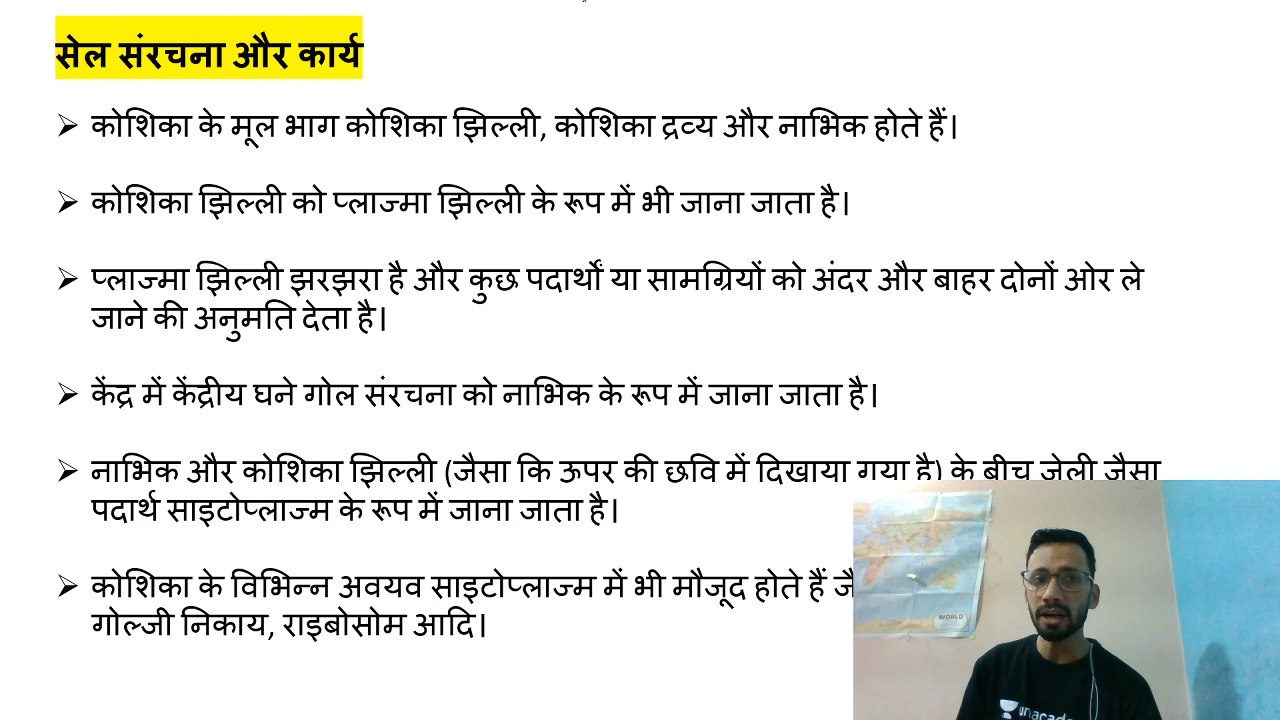 सेल संरचना और कार्य
➢ कोशिका के मूल भाग कोशिका झिल्ली, कोशिका द्रव्य और नाभिक होते हैं।
➢ कोशिका झिल्ली को प्लाज्मा झिल्ली के रूप में भी जाना जाता है।
➢ प्लाज्मा झिल्ली झरझरा है और कुछ पदार्थों या सामग्रियों को अंदर और बाहर दोनों ओर ले
जाने की अनुमति देता है।
➢ केंद्र में केंद्रीय घने गोल संरचना को नाभिक के रूप में जाना जाता है।
➢ नाभिक और कोशिका झिल्ली (जैसा कि ऊपर की छवि में दिखाया गया है) के बीच जेली जैसा
पदार्थ साइटोप्लाज्म के रूप में जाना जाता है।
➢ कोशिका के विभिन्न अवयव साइटोप्लाज्म में भी मौजूद होते हैं
गोल्जी निकाय, राइबोसोम आदि।
WORLD